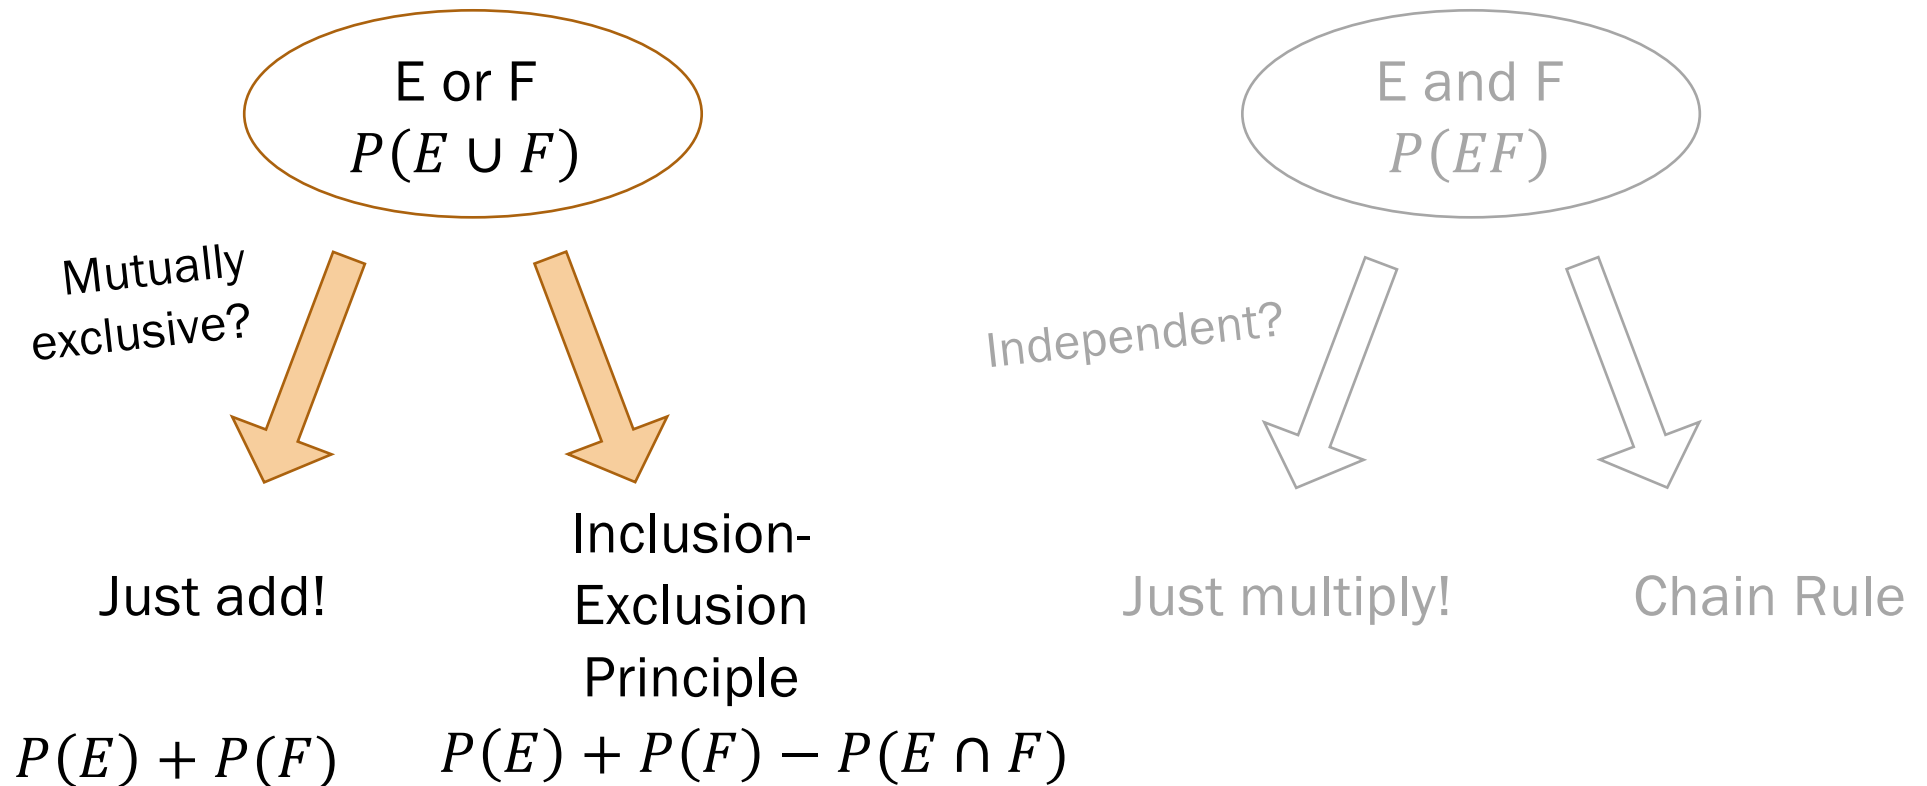 E or F
P(E ∪ F)
Mutually
exclusive?
Just add!
P(E) + P(F)
Inclusion-
Exclusion
Principle
P(E) + P(F) − P(E ∩ F)
E and F
P(EF)
Independent?
Just multiply!
Chain Rule